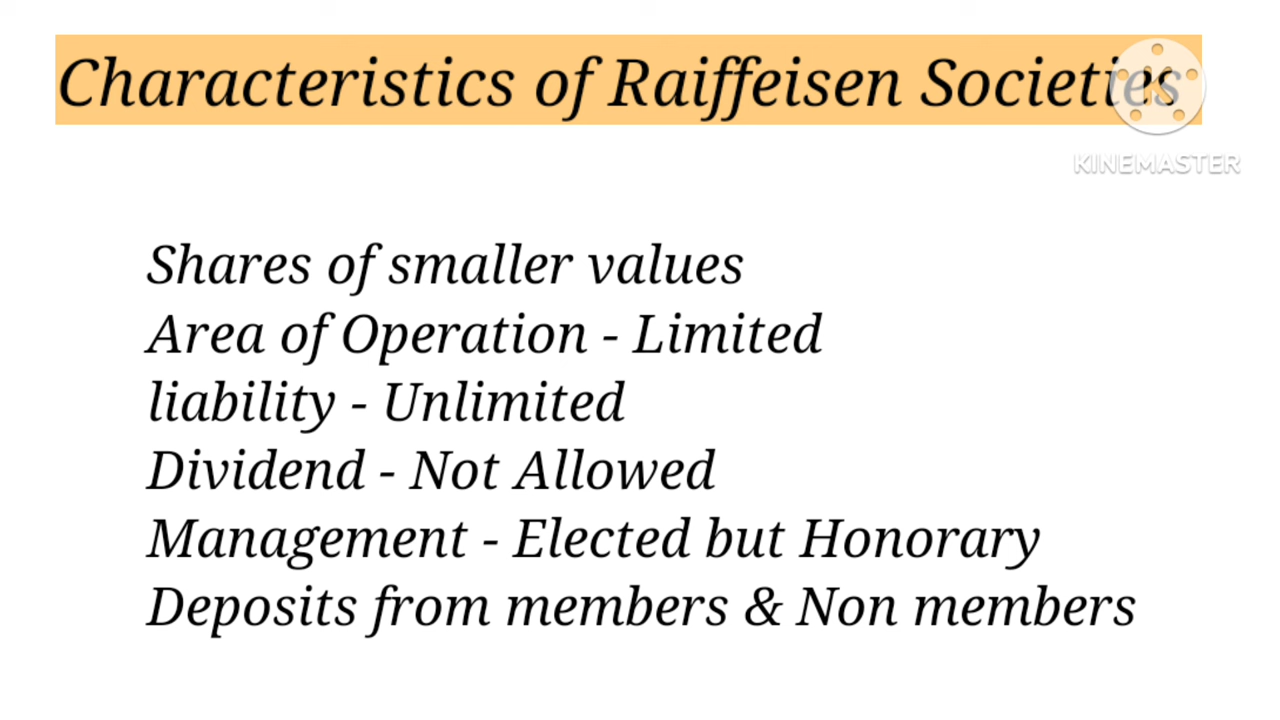 Characteristics of Raiffeisen Societies
KINEMASTER
Shares of smaller values
Area of Operation - Limited
liability - Unlimited
Dividend - Not Allowed
Management - Elected but Honorary
Deposits from members & Non members